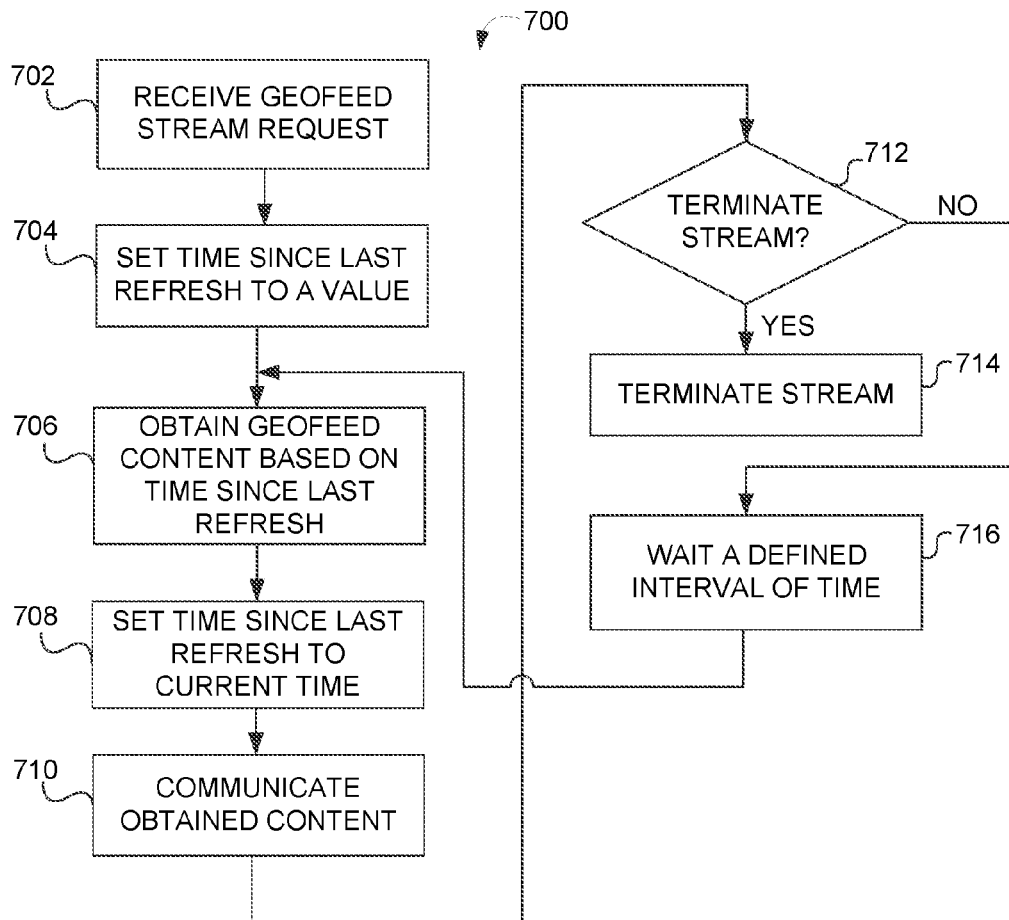 700
702
RECEIVE GEOFEED
STREAM REQUEST
704
SET TIME SINCE LAST
REFRESH TO A VALUE
706
OBTAIN GEOFEED
CONTENT BASED ON
TIME SINCE LAST
REFRESH
708
SET TIME SINCE LAST
REFRESH TO
CURRENT TIME
710
COMMUNICATE
OBTAINED CONTENT
712
TERMINATE
STREAM?
NO
YES
714
TERMINATE STREAM
716
WAIT A DEFINED
INTERVAL OF TIME